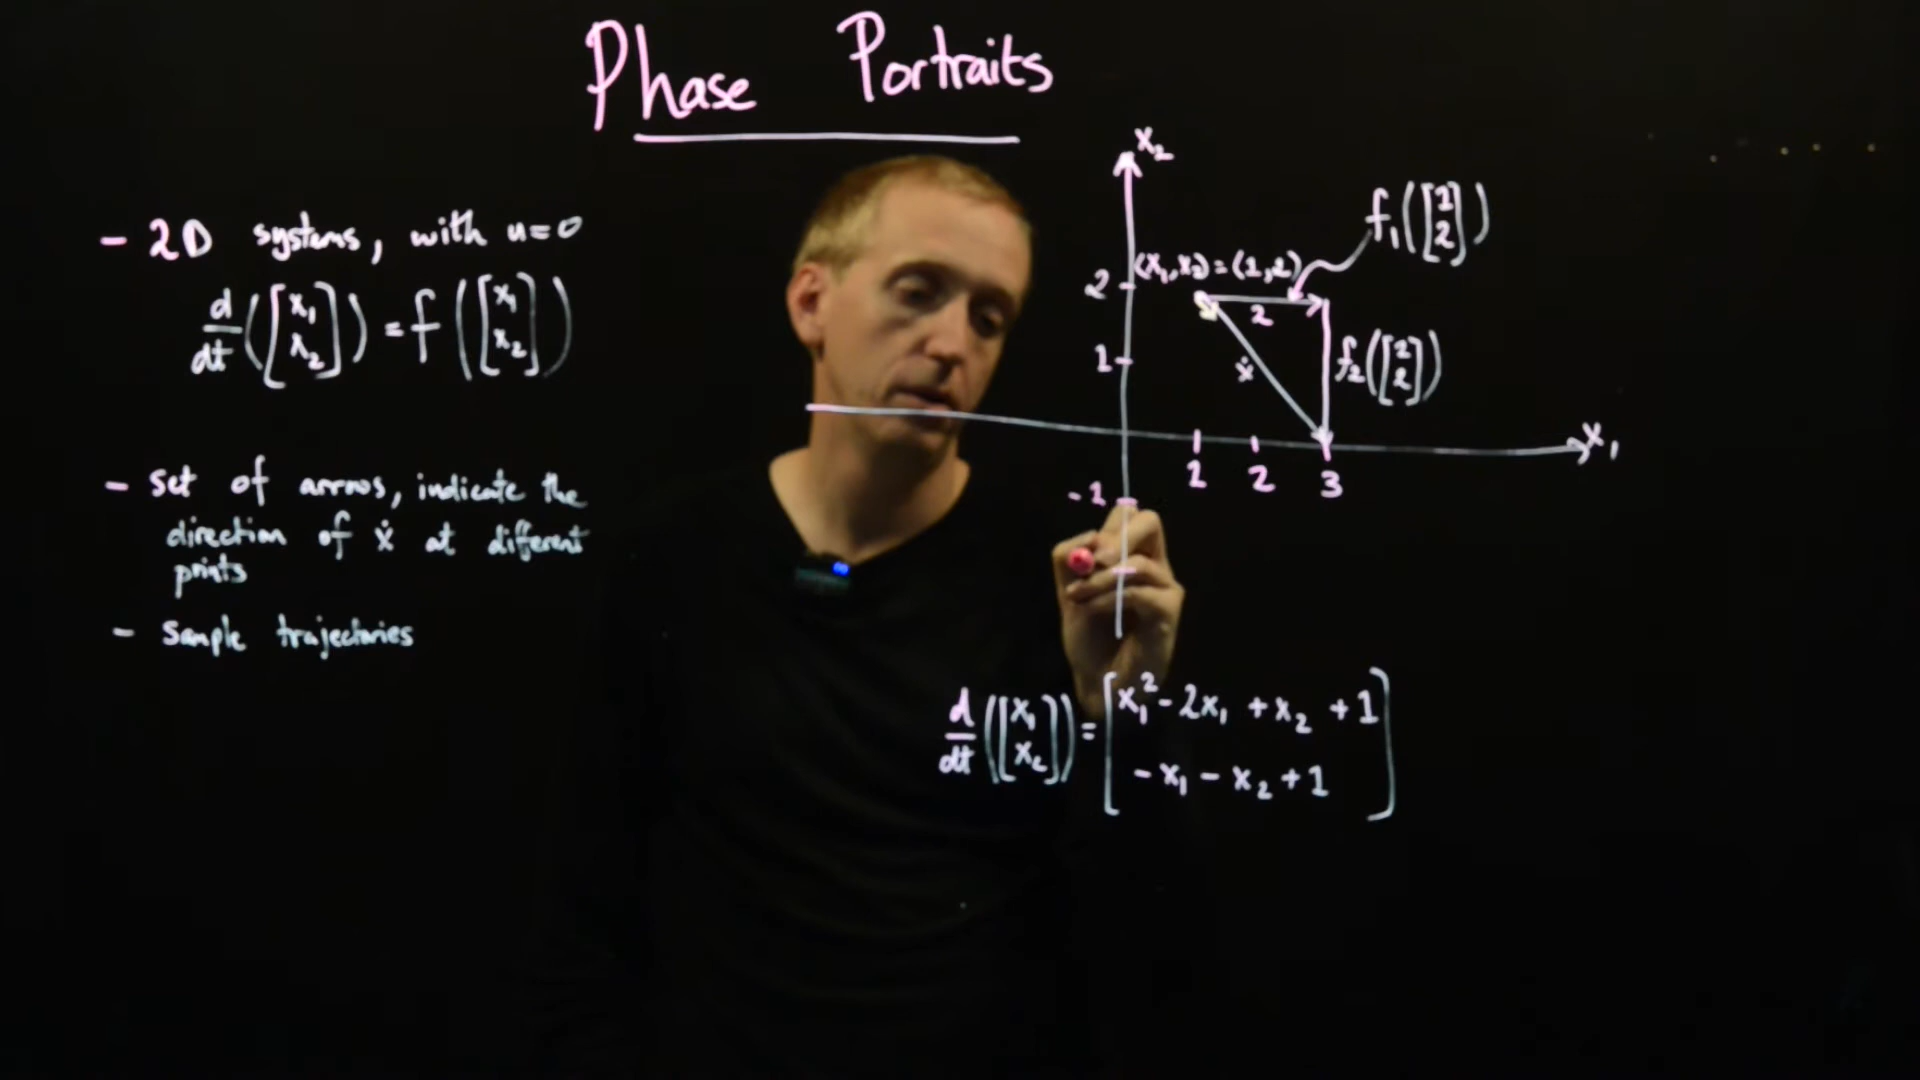 Phase Portraits
- 2D systems, with u=0
d/dt([x₁ x₂]) = f([x₁ x₂])
- Set of arrows, indicate the
direction of ẋ at different
points
- Sample trajectories
x₂
f₁([1 2])
(x₁,x₂)=(1,2)
2
2
1
ẋ
f₂([1 2])
x₁
1 2 3
-1
d/dt([x₁ x₂]) = [x₁² - 2x₁ + x₂ + 1
-x₁ - x₂ + 1]